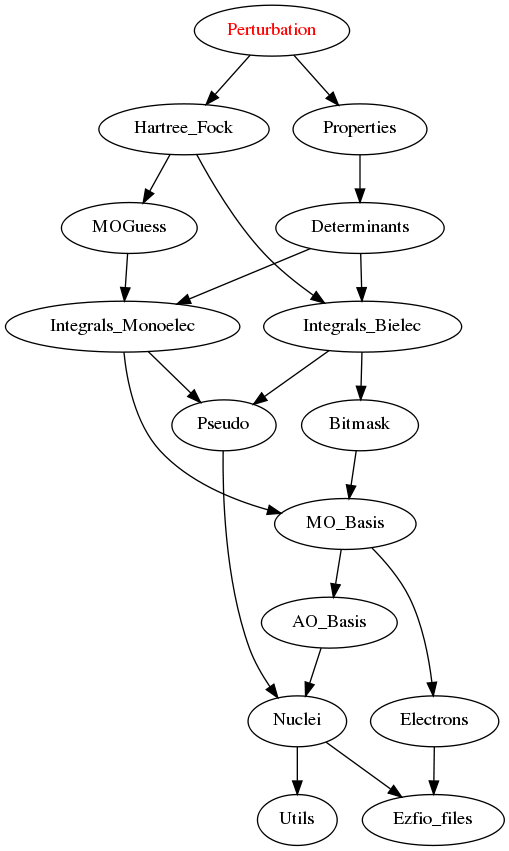 Perturbation
Hartree_Fock
Properties
MOGuess
Determinants
Integrals_Monoelec
Integrals_Bielec
Pseudo
Bitmask
MO_Basis
AO_Basis
Nuclei
Electrons
Utils
Ezfio_files